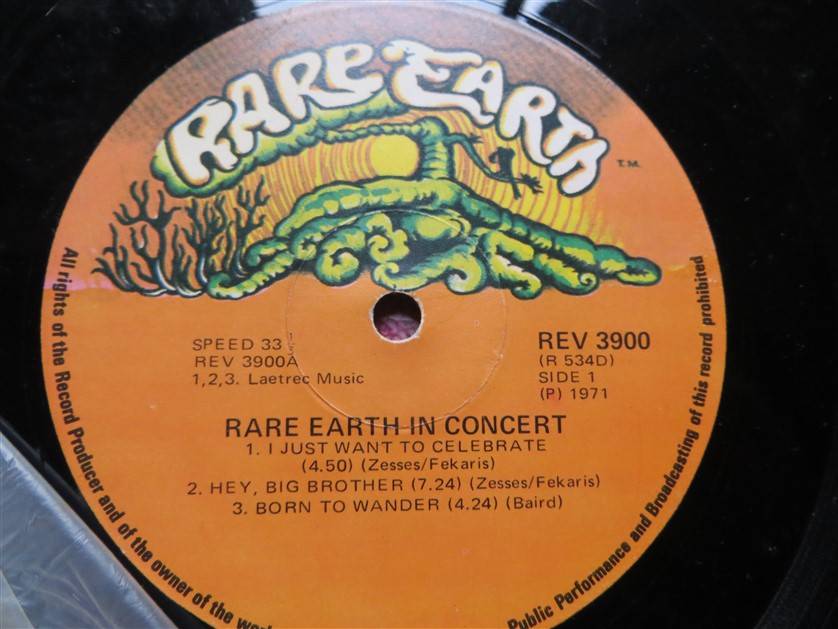 RARE EARTH
T.M.
SPEED 33⅓
REV 3900A
1,2,3. Laetrec Music
REV 3900
(R 534D)
SIDE 1
(P) 1971
RARE EARTH IN CONCERT
1. I JUST WANT TO CELEBRATE
(4.50) (Zesses/Fekaris)
2. HEY, BIG BROTHER (7.24) (Zesses/Fekaris)
3. BORN TO WANDER (4.24) (Baird)
All rights of the Record Producer and of the owner of the
Public Performance and Broadcasting of this record prohibited